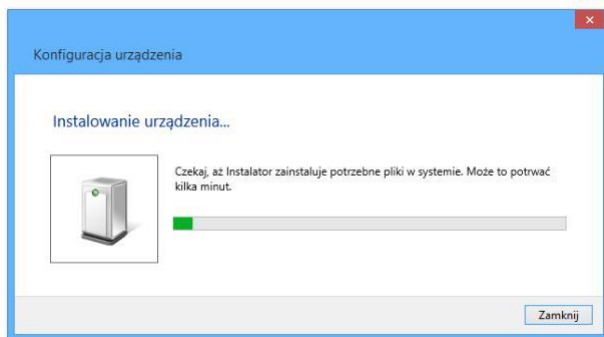 Konfiguracja urządzenia
Instalowanie urządzenia...
Czekaj, aż Instalator zainstaluje potrzebne pliki w systemie. Może to potrwać
kilka minut.
Zamknij